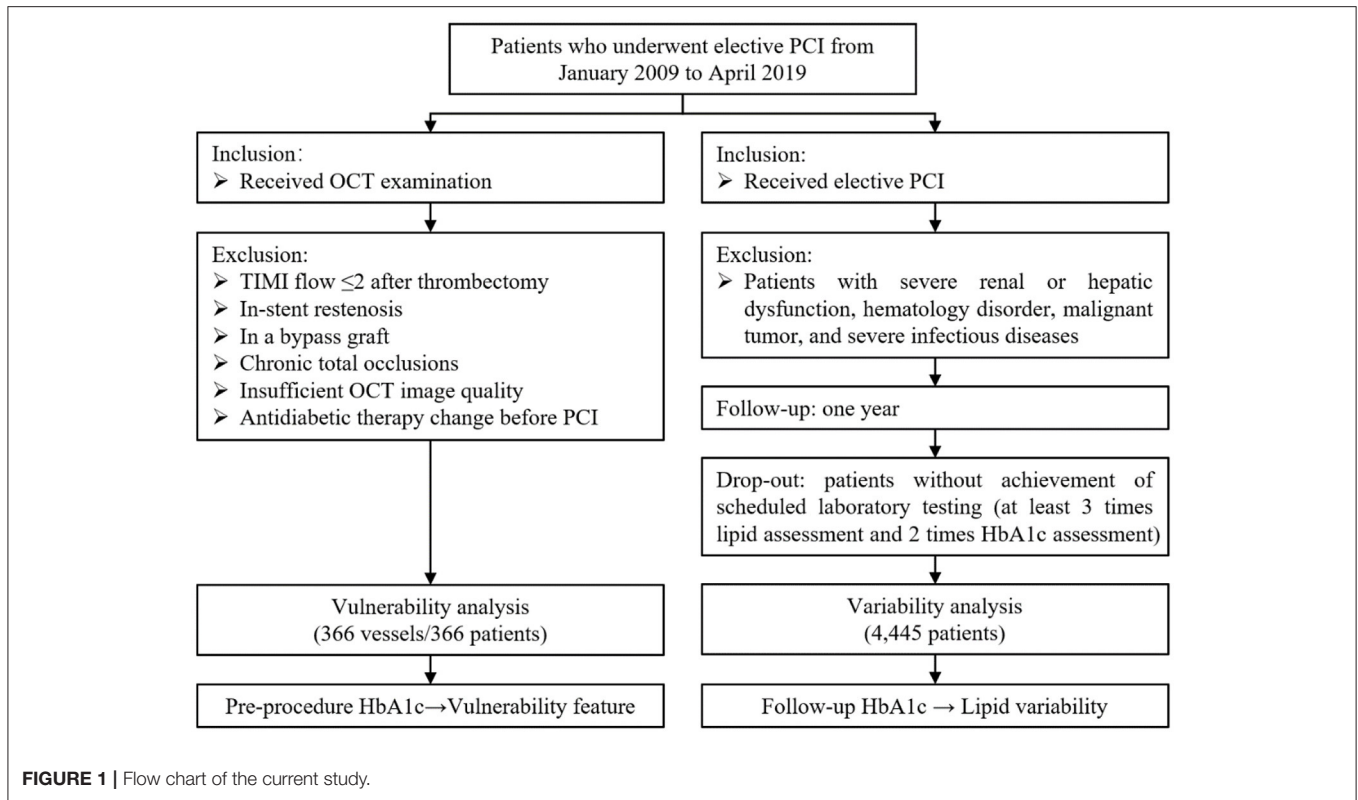 Patients who underwent elective PCI from
January 2009 to April 2019
Inclusion:
➤ Received OCT examination
Exclusion:
➤ TIMI flow ≤2 after thrombectomy
➤ In-stent restenosis
➤ In a bypass graft
➤ Chronic total occlusions
➤ Insufficient OCT image quality
➤ Antidiabetic therapy change before PCI
Vulnerability analysis
(366 vessels/366 patients)
Pre-procedure HbA1c→Vulnerability feature
Inclusion:
➤ Received elective PCI
Exclusion:
➤ Patients with severe renal or hepatic
dysfunction, hematology disorder, malignant
tumor, and severe infectious diseases
Follow-up: one year
Drop-out: patients without achievement of
scheduled laboratory testing (at least 3 times
lipid assessment and 2 times HbA1c assessment)
Variability analysis
(4,445 patients)
Follow-up HbA1c → Lipid variability
FIGURE 1 | Flow chart of the current study.